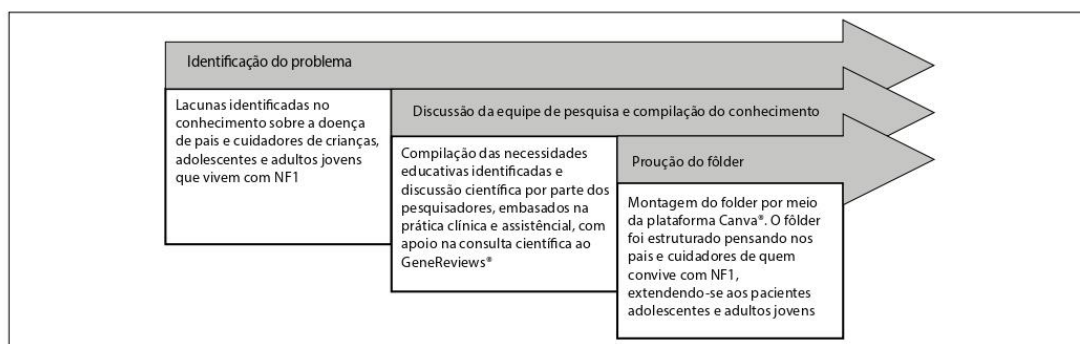 Identificação do problema
Lacunas identificadas no
conhecimento sobre a doença
de pais e cuidadores de crianças,
adolescentes e adultos jovens
que vivem com NF1
Discussão da equipe de pesquisa e compilação do conhecimento
Compilação das necessidades
educativas identificadas e
discussão científica por parte dos
pesquisadores, embasados na
prática clínica e assistêncial, com
apoio na consulta científica ao
GeneReviews®
Proução do fôlder
Montagem do folder por meio
da plataforma Canva®. O fôlder
foi estruturado pensando nos
pais e cuidadores de quem
convive com NF1,
extendendo-se aos pacientes
adolescentes e adultos jovens